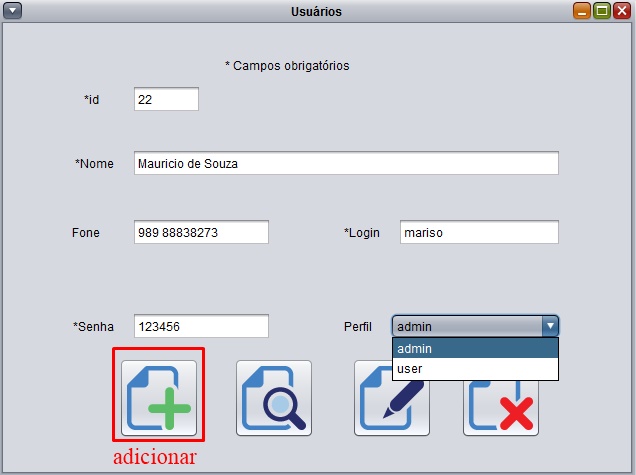 Usuários
* Campos obrigatórios
*id 22
*Nome Mauricio de Souza
Fone 989 88838273 *Login mariso
*Senha 123456 Perfil admin
admin
user
adicionar